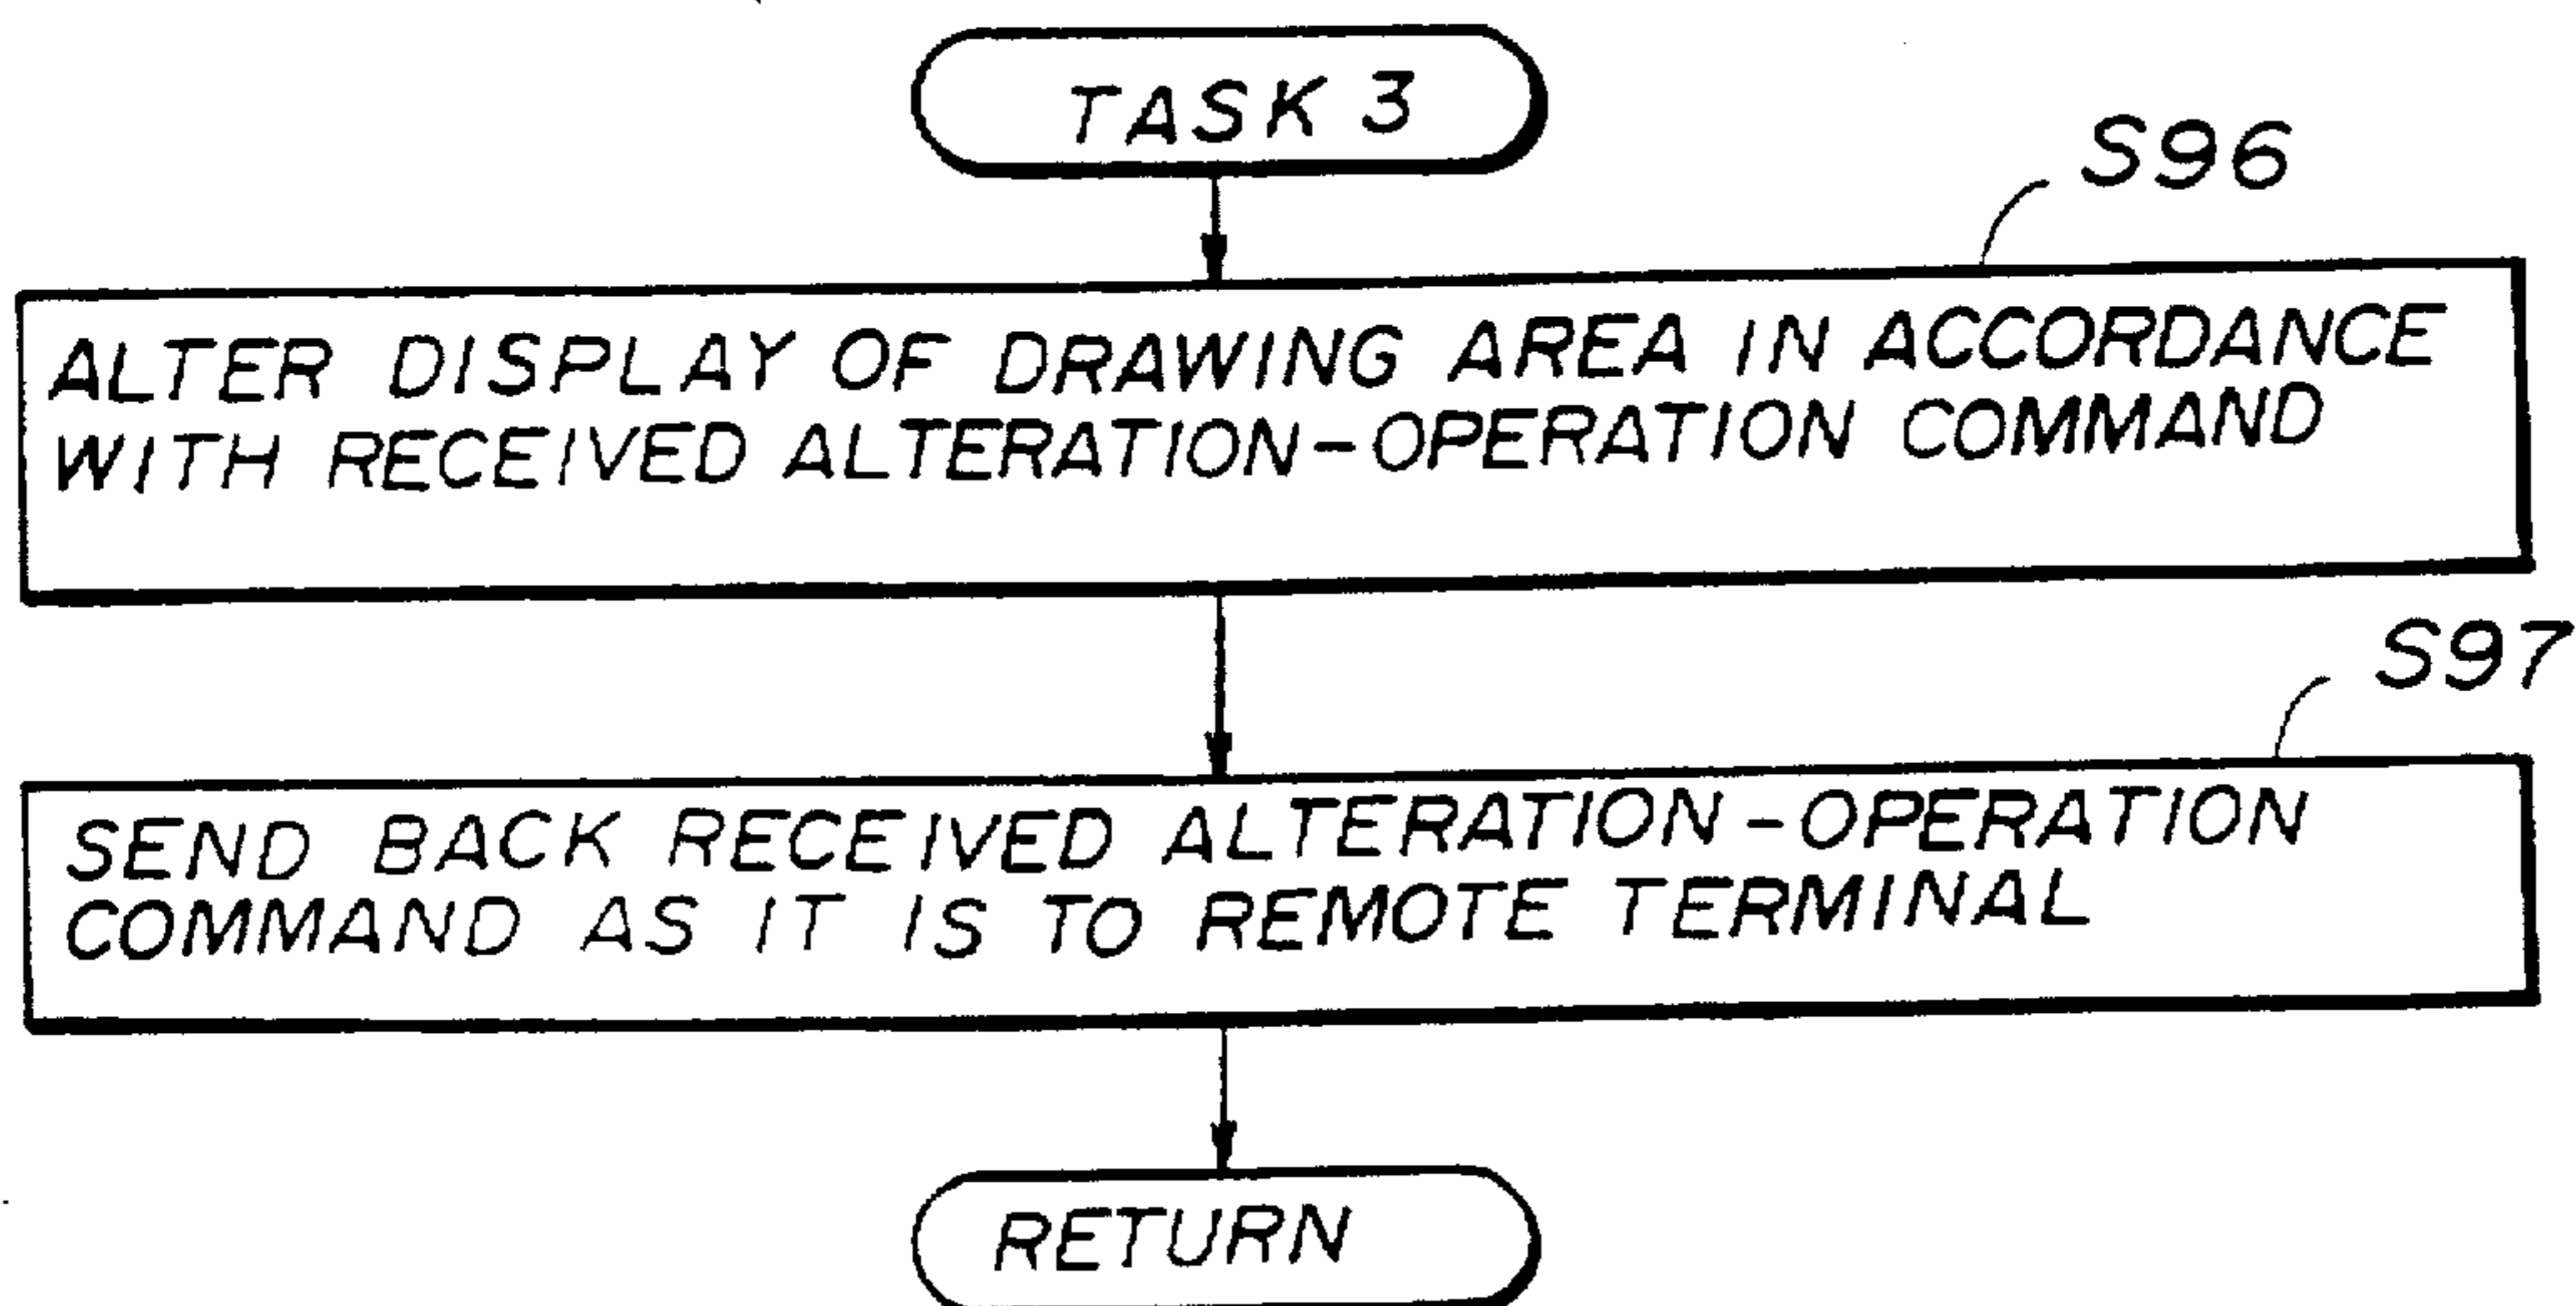 TASK 3
S96
ALTER DISPLAY OF DRAWING AREA IN ACCORDANCE
WITH RECEIVED ALTERATION-OPERATION COMMAND
S97
SEND BACK RECEIVED ALTERATION-OPERATION
COMMAND AS IT IS TO REMOTE TERMINAL
RETURN